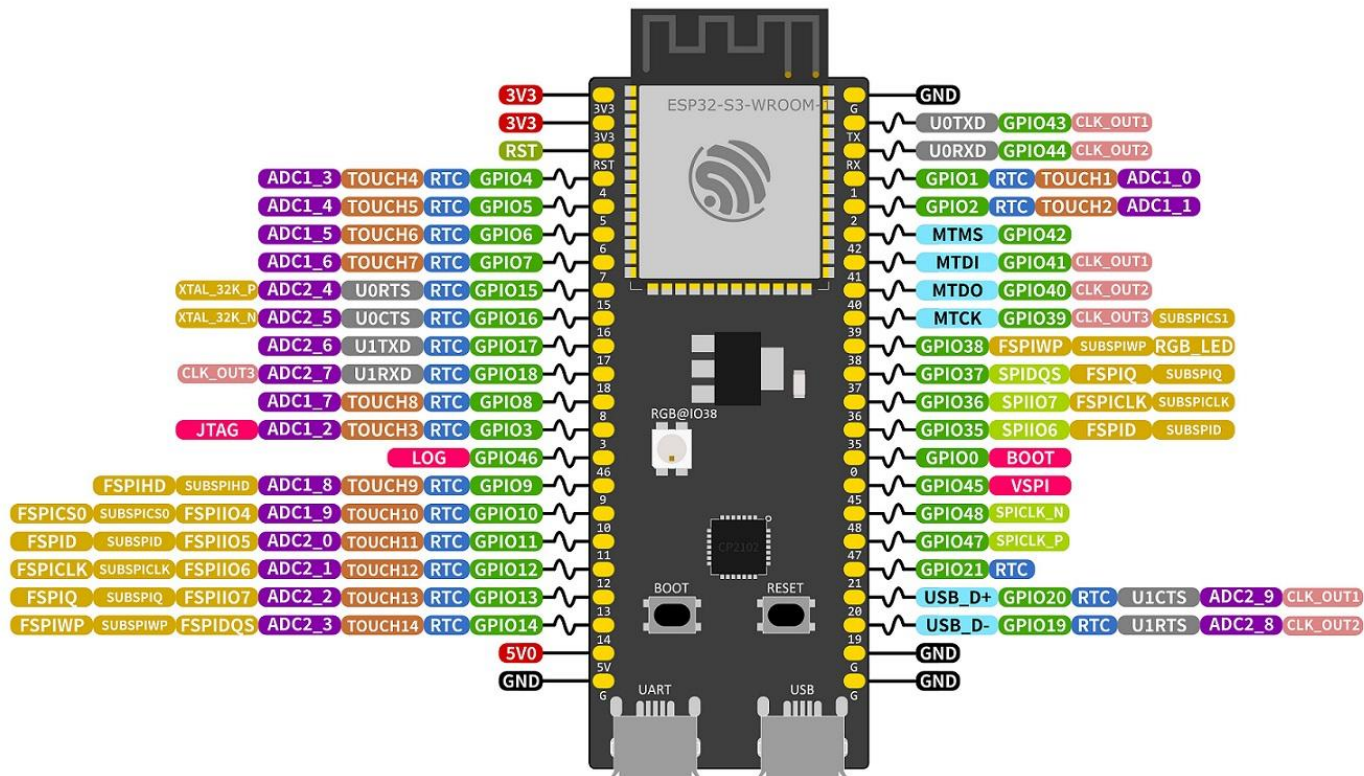 ESP32-S3-WROOM-1
3V3 3V3 G GND
3V3 3V3 TX U0TXD GPIO43 CLK_OUT1
RST RST RX U0RXD GPIO44 CLK_OUT2
ADC1_3 TOUCH4 RTC GPIO4 4 1 GPIO1 RTC TOUCH1 ADC1_0
ADC1_4 TOUCH5 RTC GPIO5 5 2 GPIO2 RTC TOUCH2 ADC1_1
ADC1_5 TOUCH6 RTC GPIO6 6 42 MTMS GPIO42
ADC1_6 TOUCH7 RTC GPIO7 7 41 MTDI GPIO41 CLK_OUT1
XTAL_32K_P ADC2_4 U0RTS RTC GPIO15 15 40 MTDO GPIO40 CLK_OUT2
XTAL_32K_N ADC2_5 U0CTS RTC GPIO16 16 39 MTCK GPIO39 CLK_OUT3 SUBSPICS1
ADC2_6 U1TXD RTC GPIO17 17 38 GPIO38 FSPIWP SUBSPIWP RGB_LED
CLK_OUT3 ADC2_7 U1RXD RTC GPIO18 18 37 GPIO37 SPIDQS FSPIQ SUBSPIQ
ADC1_7 TOUCH8 RTC GPIO8 8 36 GPIO36 SPIIO7 FSPICLK SUBSPICLK
RGB@IO38
JTAG ADC1_2 TOUCH3 RTC GPIO3 3 35 GPIO35 SPIIO6 FSPID SUBSPID
LOG GPIO46 46 0 GPIO0 BOOT
FSPIHD SUBSPIHD ADC1_8 TOUCH9 RTC GPIO9 9 45 GPIO45 VSPI
FSPICS0 SUBSPICS0 FSPIIO4 ADC1_9 TOUCH10 RTC GPIO10 10 48 GPIO48 SPICLK_N
FSPID SUBSPID FSPIIO5 ADC2_0 TOUCH11 RTC GPIO11 11 CP2102 47 GPIO47 SPICLK_P
FSPICLK SUBSPICLK FSPIIO6 ADC2_1 TOUCH12 RTC GPIO12 12 21 GPIO21 RTC
BOOT RESET
FSPIQ SUBSPIQ FSPIIO7 ADC2_2 TOUCH13 RTC GPIO13 13 20 USB_D+ GPIO20 RTC U1CTS ADC2_9 CLK_OUT1
FSPIWP SUBSPIWP FSPIDQS ADC2_3 TOUCH14 RTC GPIO14 14 19 USB_D- GPIO19 RTC U1RTS ADC2_8 CLK_OUT2
5V0 5V G GND
GND G G GND
UART USB